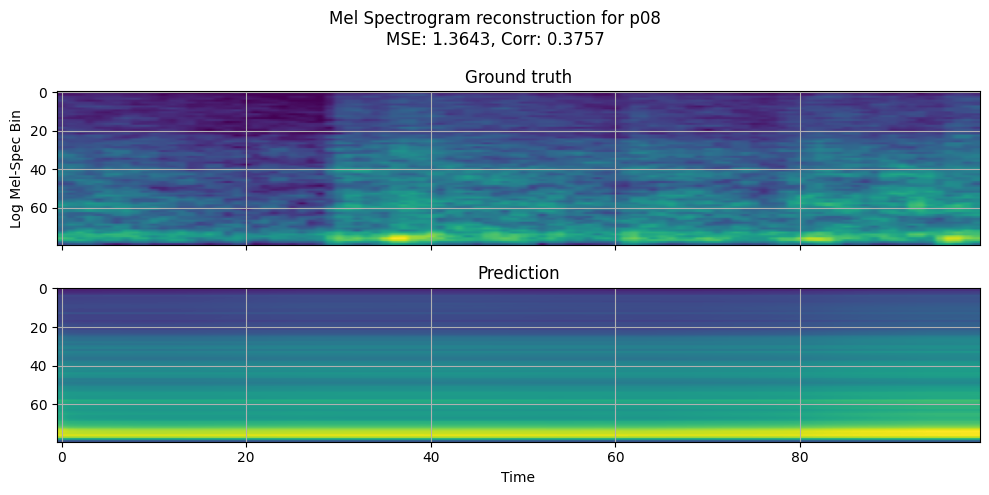 Mel Spectrogram reconstruction for p08
MSE: 1.3643, Corr: 0.3757
Ground truth
Log Mel-Spec Bin
0
20
40
60
Prediction
0
20
40
60
0 20 40 60 80
Time